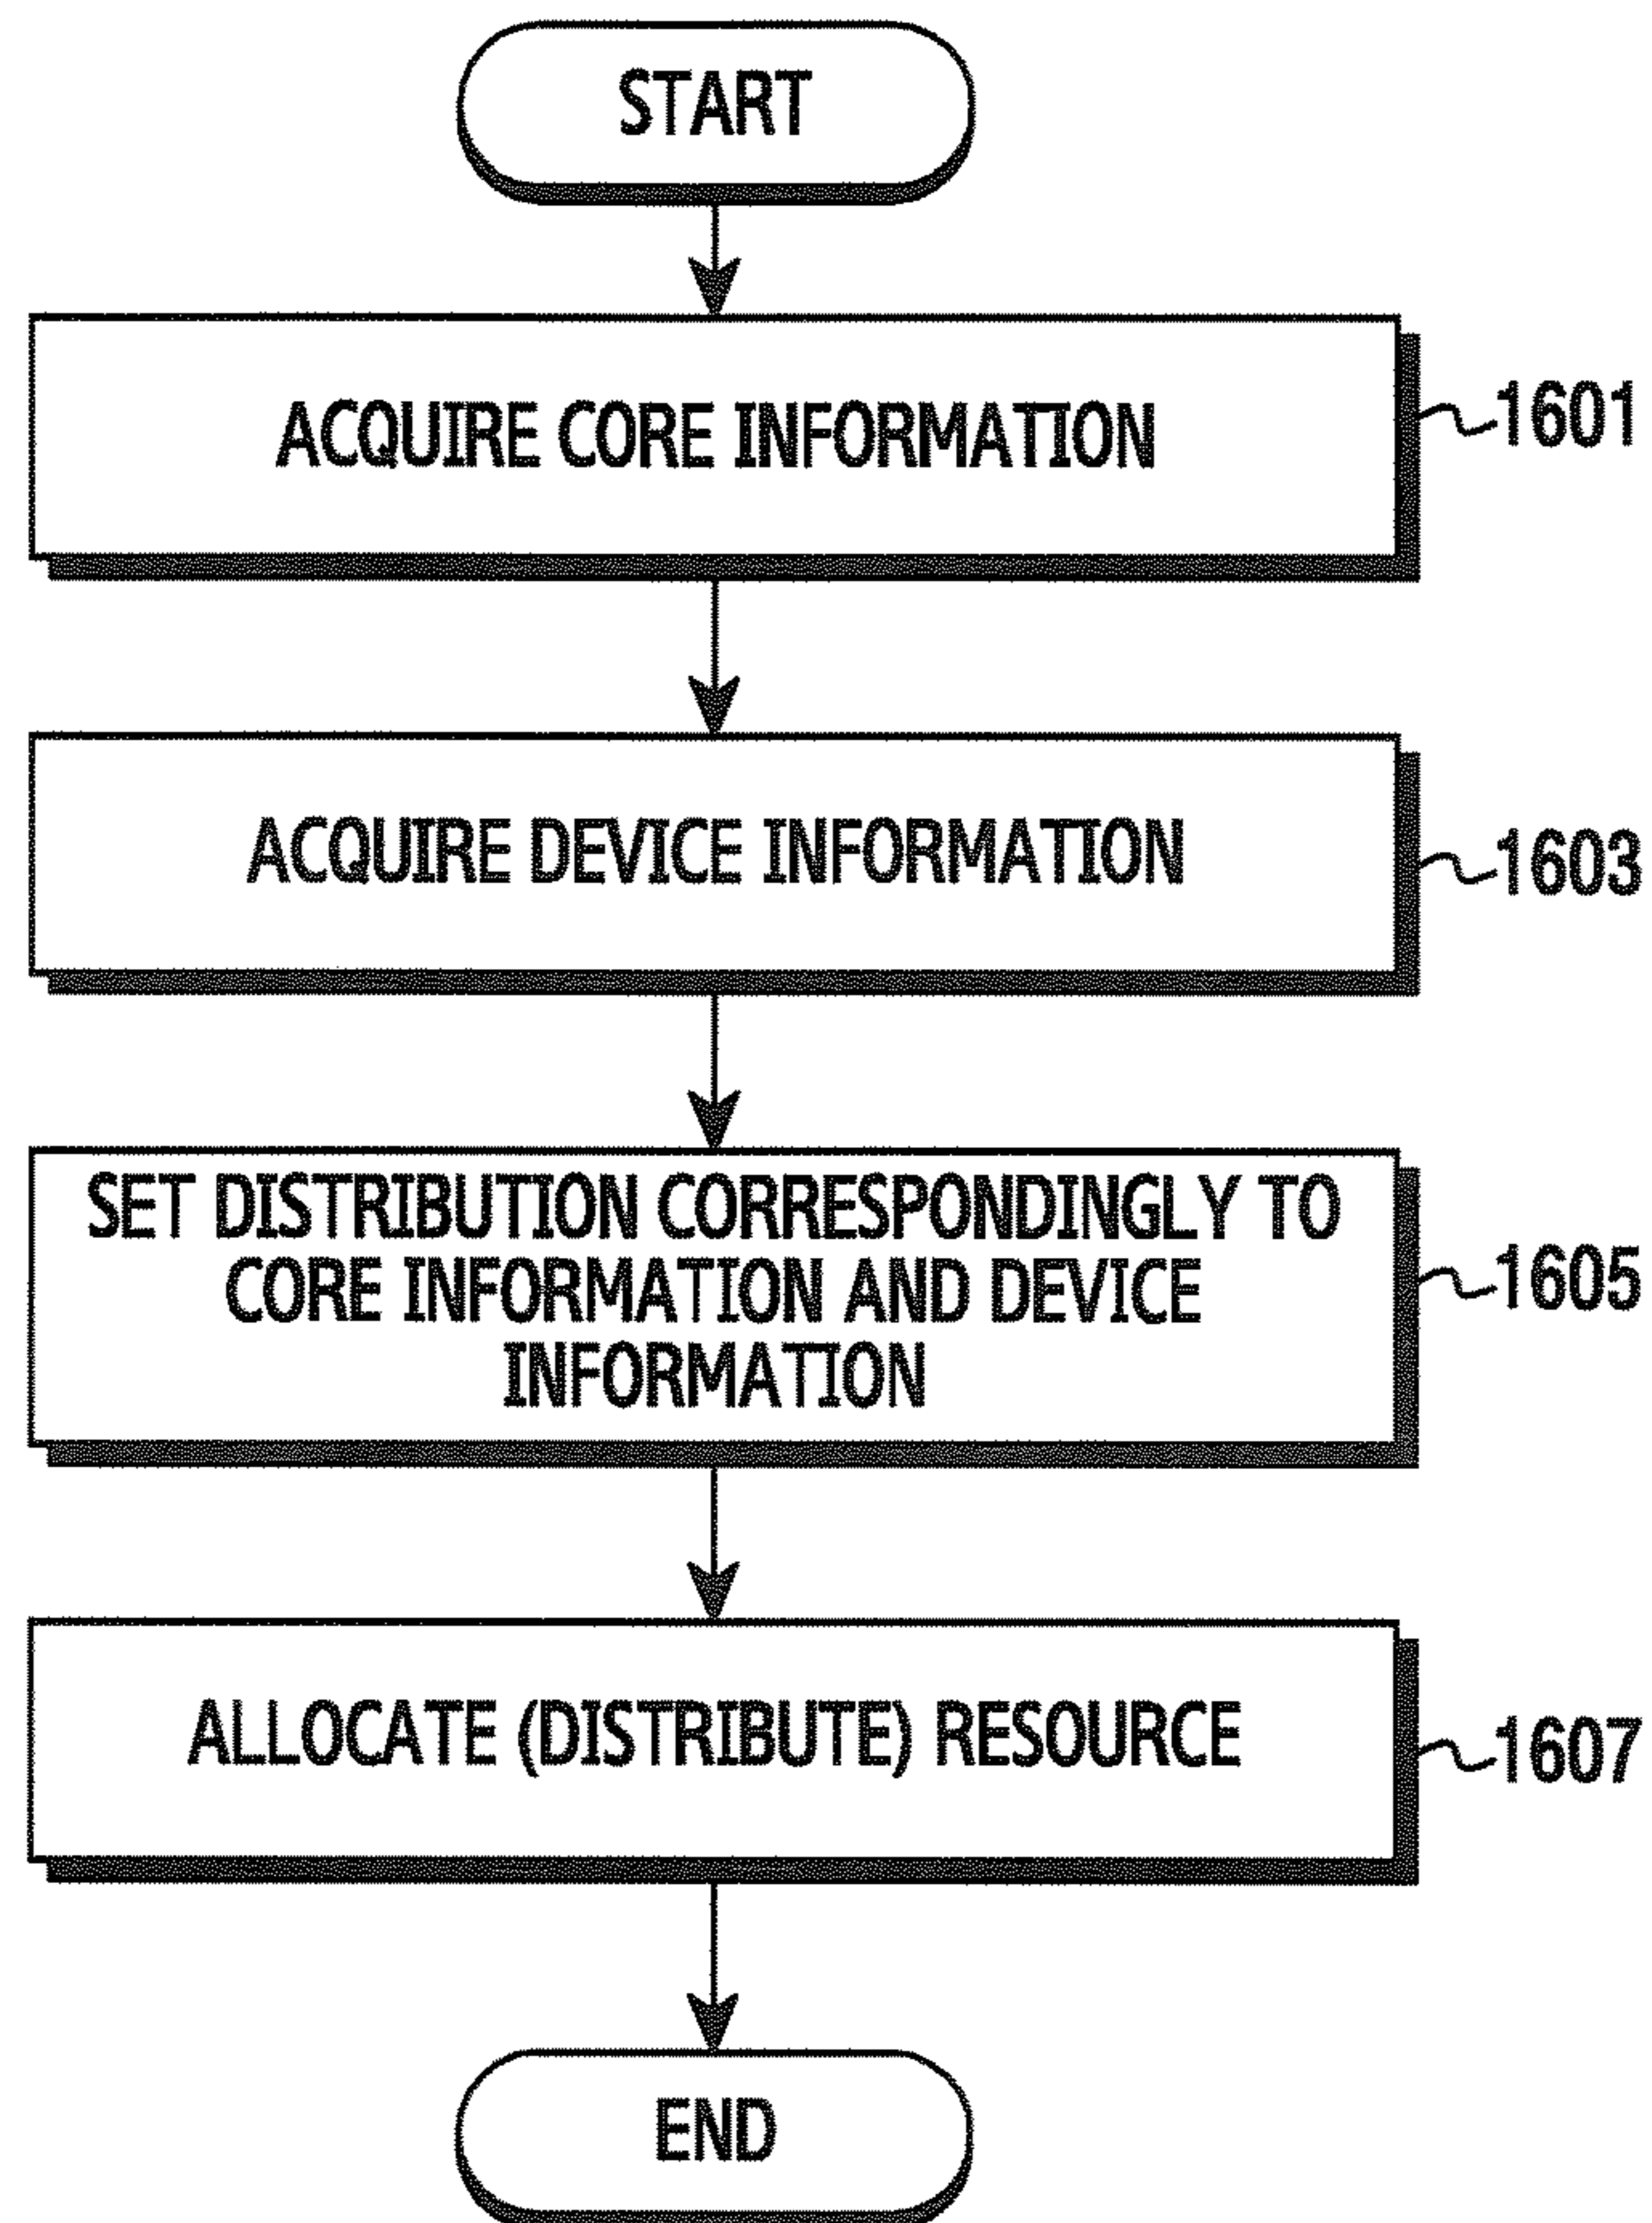 START
ACQUIRE CORE INFORMATION
1601
ACQUIRE DEVICE INFORMATION
1603
SET DISTRIBUTION CORRESPONDINGLY TO
CORE INFORMATION AND DEVICE
INFORMATION
1605
ALLOCATE (DISTRIBUTE) RESOURCE
1607
END